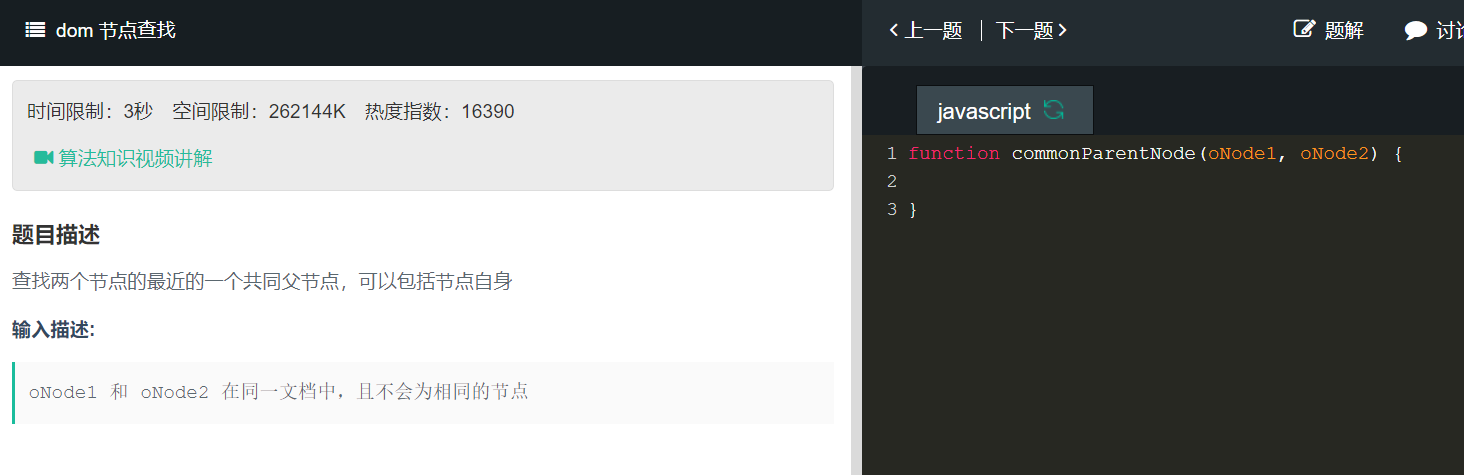 dom 节点查找
上一题 下一题 题解
时间限制：3秒 空间限制：262144K 热度指数：16390
算法知识视频讲解
题目描述
查找两个节点的最近的一个共同父节点，可以包括节点自身
输入描述:
oNode1 和 oNode2 在同一文档中，且不会为相同的节点
javascript
1 function commonParentNode(oNode1, oNode2) {
2
3 }